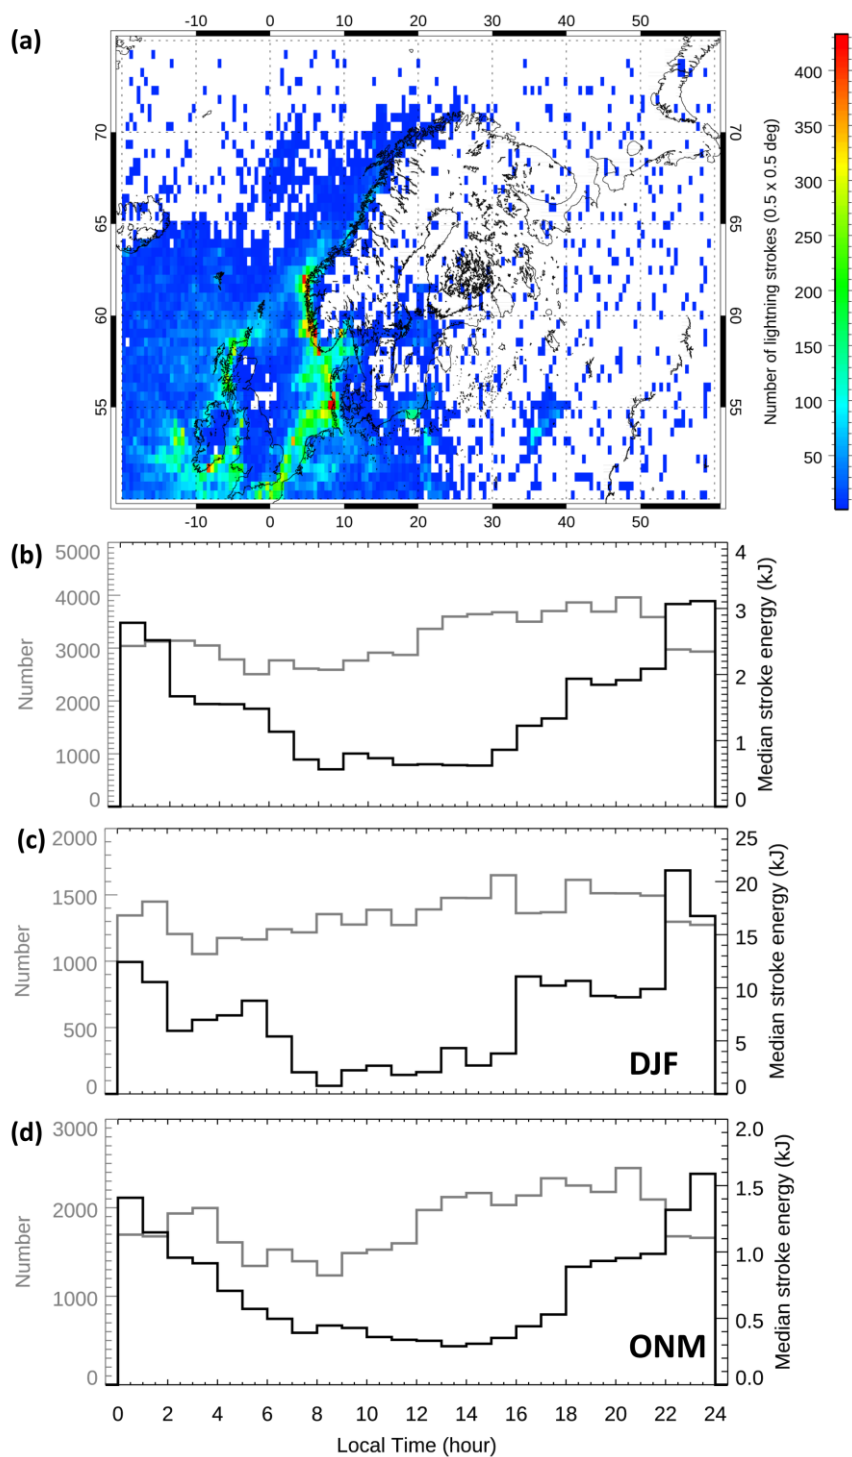 (a)
-10 0 10 20 30 40 50
70 70
65 65
60 60
55 55
-10 0 10 20 30 40 50
400
350
300
250
200
150
100
50
Number of lightning strokes (0.5 x 0.5 deg)
(b)
5000
4000
3000
2000
1000
0
Number
4
3
2
1
0
Median stroke energy (kJ)
(c)
2000
1500
1000
500
0
Number
25
20
15
10
5
0
Median stroke energy (kJ)
DJF
(d)
3000
2000
1000
0
Number
2.0
1.5
1.0
0.5
0.0
Median stroke energy (kJ)
ONM
0 2 4 6 8 10 12 14 16 18 20 22 24
Local Time (hour)